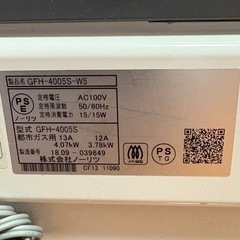 製品名 GFH-4005S-W5
PS E ノーリツ
定格電圧 AC100V
定格周波数 50/60Hz
定格消費電力 15/15W
型式 GFH-4005S
都市ガス用 13A 12A
4.07kW 3.78kW
製造番号 18.09-039649
株式会社ノーリツ
CF13 11090
PS TG